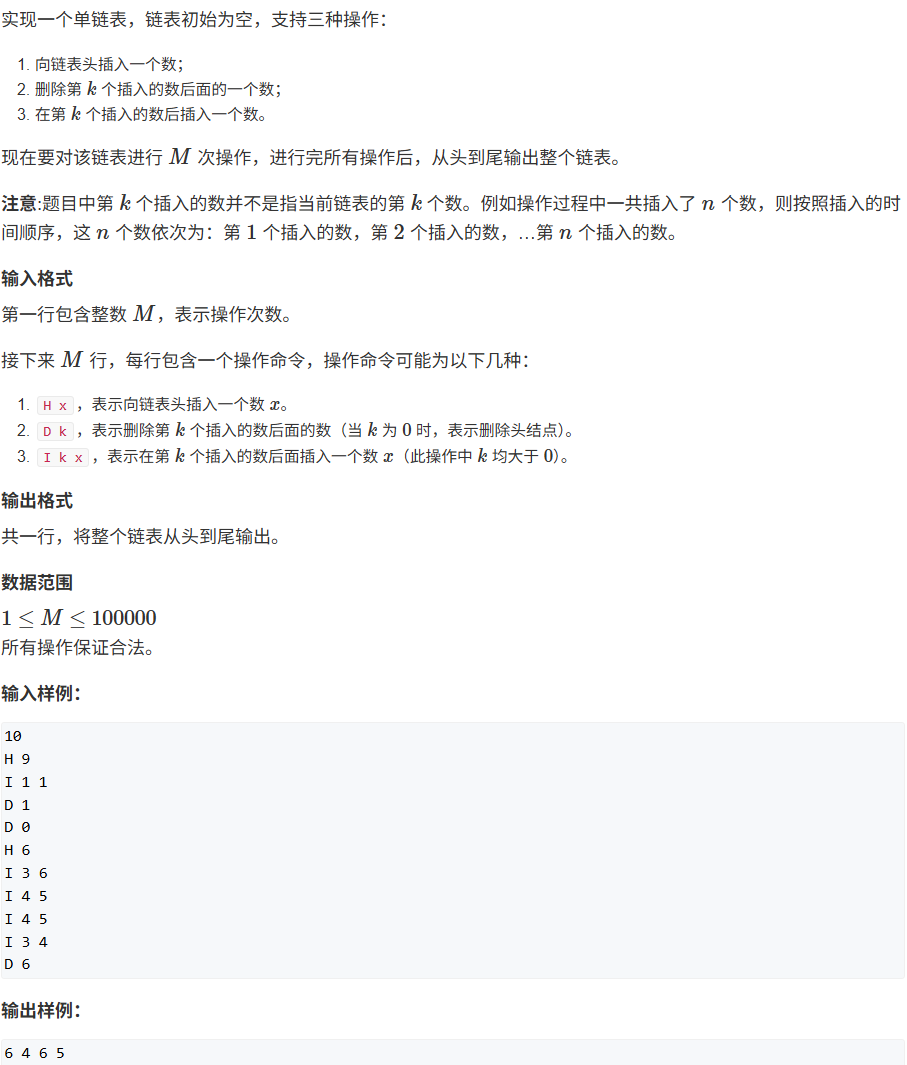 实现一个单链表，链表初始为空，支持三种操作：
1. 向链表头插入一个数；
2. 删除第 k 个插入的数后面的一个数；
3. 在第 k 个插入的数后插入一个数。
现在要对该链表进行 M 次操作，进行完所有操作后，从头到尾输出整个链表。
注意:题目中第 k 个插入的数并不是指当前链表的第 k 个数。例如操作过程中一共插入了 n 个数，则按照插入的时
间顺序，这 n 个数依次为：第 1 个插入的数，第 2 个插入的数，…第 n 个插入的数。
输入格式
第一行包含整数 M，表示操作次数。
接下来 M 行，每行包含一个操作命令，操作命令可能为以下几种：
1. H x，表示向链表头插入一个数 x。
2. D k，表示删除第 k 个插入的数后面的数（当 k 为 0 时，表示删除头结点）。
3. I k x，表示在第 k 个插入的数后面插入一个数 x（此操作中 k 均大于 0）。
输出格式
共一行，将整个链表从头到尾输出。
数据范围
1 ≤ M ≤ 100000
所有操作保证合法。
输入样例：
10
H 9
I 1 1
D 1
D 0
H 6
I 3 6
I 4 5
I 4 5
I 3 4
D 6
输出样例：
6 4 6 5